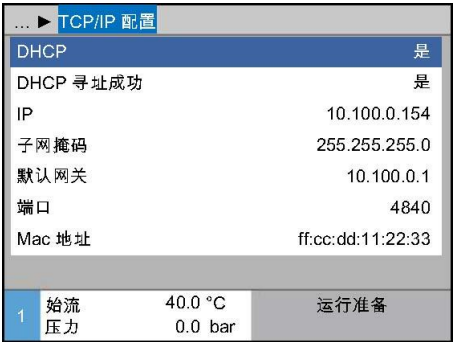 ... ► TCP/IP 配置
DHCP 是
DHCP 寻址成功 是
IP 10.100.0.154
子网掩码 255.255.255.0
默认网关 10.100.0.1
端口 4840
Mac 地址 ff:cc:dd:11:22:33
1 始流 40.0 °C 运行准备
压力 0.0 bar